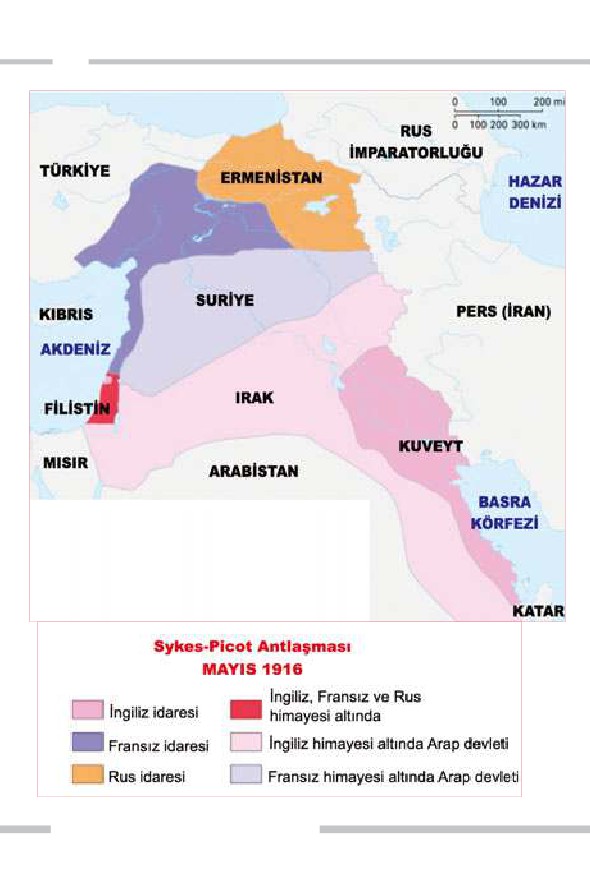 0 100 200 mi
0 100 200 300 km
RUS
İMPARATORLUĞU
TÜRKİYE
ERMENİSTAN
HAZAR
DENİZİ
SURİYE
KIBRIS
PERS (İRAN)
AKDENİZ
IRAK
FİLİSTİN
KUVEYT
MISIR
ARABİSTAN
BASRA
KÖRFEZİ
KATAR
Sykes-Picot Antlaşması
MAYIS 1916
İngiliz idaresi
Fransız idaresi
Rus idaresi
İngiliz, Fransız ve Rus
himayesi altında
İngiliz himayesi altında Arap devleti
Fransız himayesi altında Arap devleti